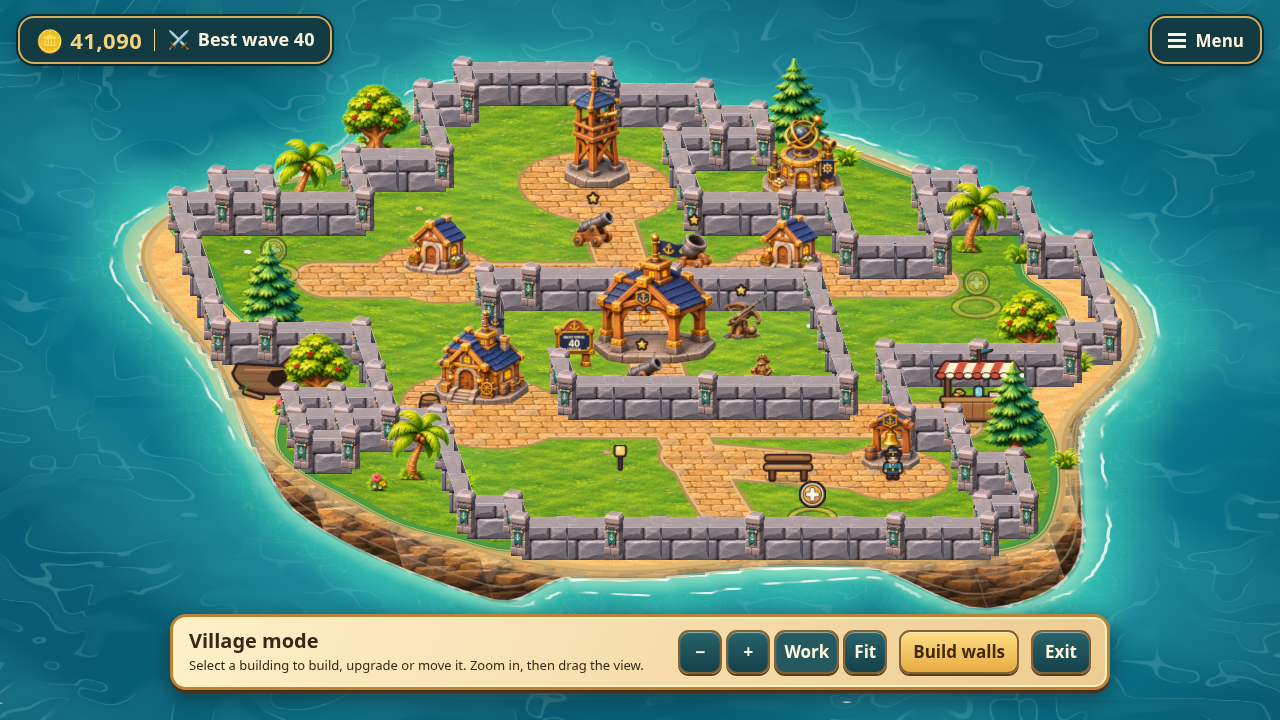 41,090
Best wave 40
Menu
40
Village mode
Select a building to build, upgrade or move it. Zoom in, then drag the view.
− + Work Fit Build walls Exit